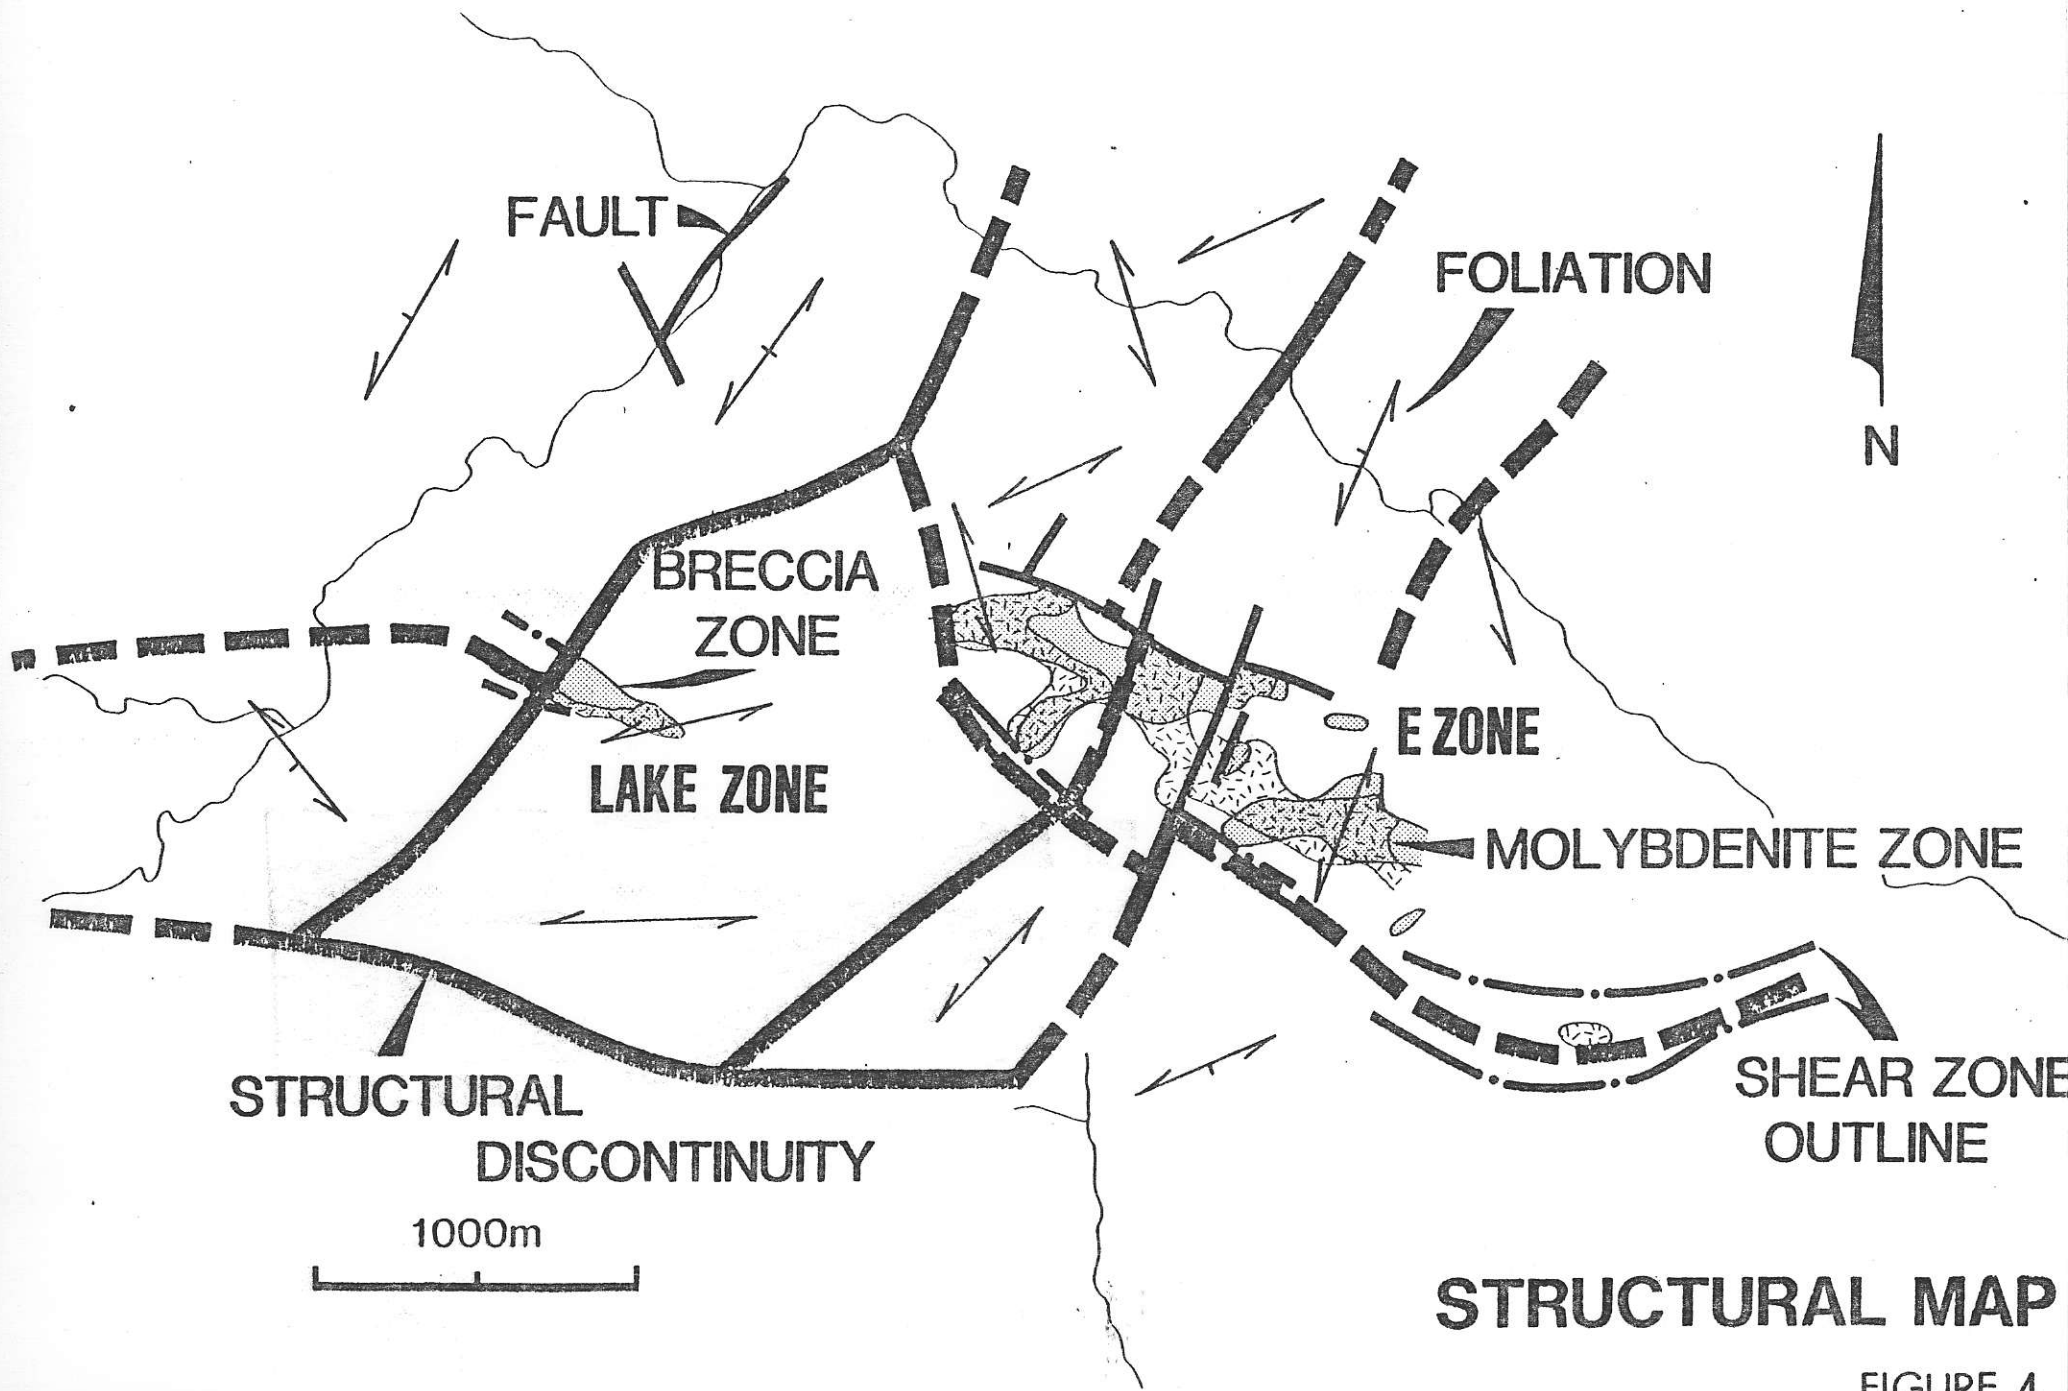 FAULT
FOLIATION
N
BRECCIA
ZONE
E ZONE
LAKE ZONE
MOLYBDENITE ZONE
SHEAR ZONE
OUTLINE
STRUCTURAL
DISCONTINUITY
1000m
STRUCTURAL MAP
FIGURE 4